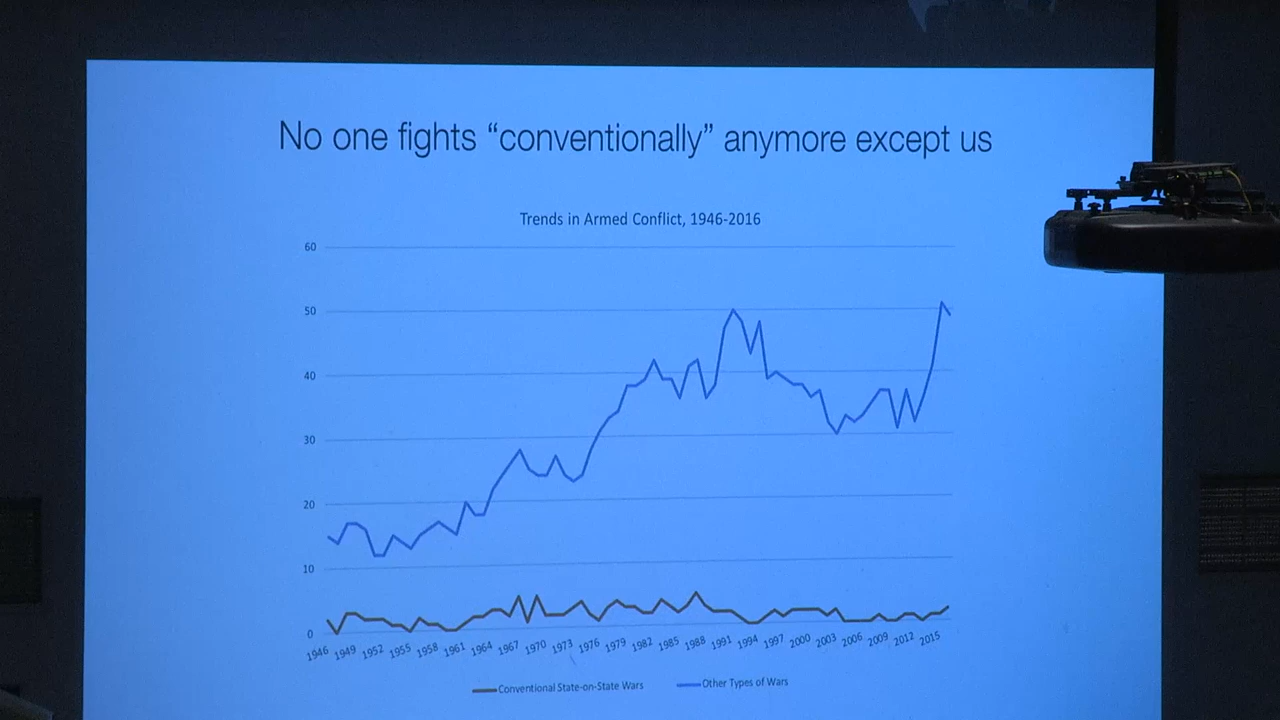 No one fights “conventionally” anymore except us
Trends in Armed Conflict, 1946-2016
60
50
40
30
20
10
0
1946 1949 1952 1955 1958 1961 1964 1967 1970 1973 1976 1979 1982 1985 1988 1991 1994 1997 2000 2003 2006 2009 2012 2015
Conventional State-on-State Wars Other Types of Wars